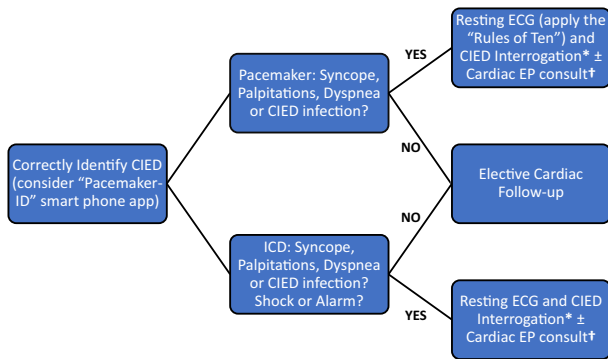 Correctly Identify CIED
(consider “Pacemaker-
ID” smart phone app)
Pacemaker: Syncope,
Palpitations, Dyspnea
or CIED infection?
ICD: Syncope,
Palpitations, Dyspnea
or CIED infection?
Shock or Alarm?
YES
NO
NO
YES
Resting ECG (apply the
“Rules of Ten”) and
CIED Interrogation* ±
Cardiac EP consult†
Elective Cardiac
Follow-up
Resting ECG and CIED
Interrogation* ±
Cardiac EP consult†